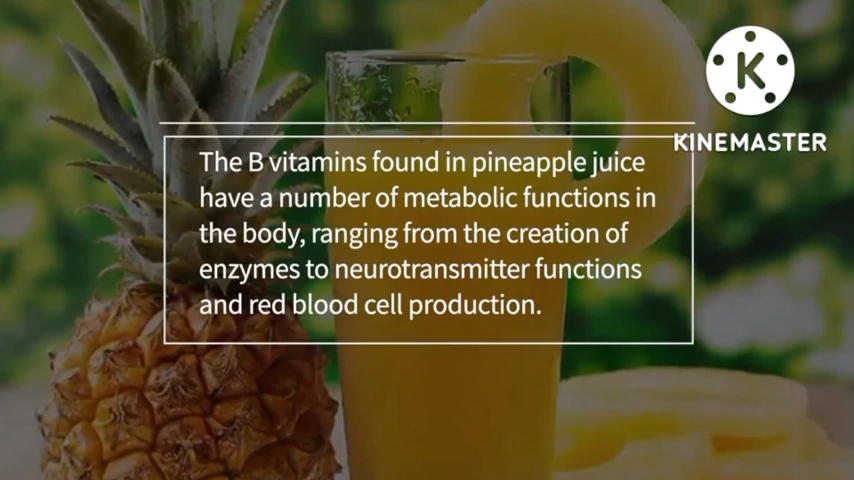 K
KINEMASTER
The B vitamins found in pineapple juice
have a number of metabolic functions in
the body, ranging from the creation of
enzymes to neurotransmitter functions
and red blood cell production.